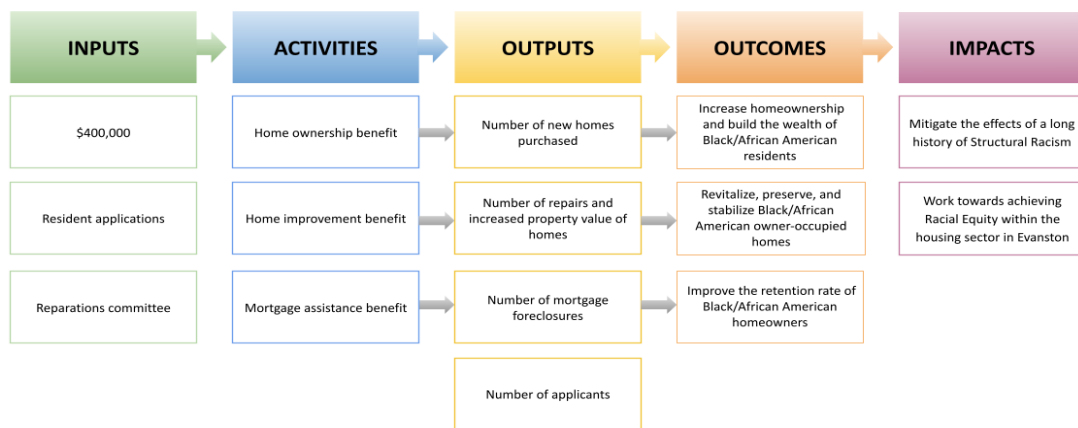 INPUTS
ACTIVITIES
OUTPUTS
OUTCOMES
IMPACTS
$400,000
Resident applications
Reparations committee
Home ownership benefit
Home improvement benefit
Mortgage assistance benefit
Number of new homes
purchased
Number of repairs and
increased property value of
homes
Number of mortgage
foreclosures
Number of applicants
Increase homeownership
and build the wealth of
Black/African American
residents
Revitalize, preserve, and
stabilize Black/African
American owner-occupied
homes
Improve the retention rate of
Black/African American
homeowners
Mitigate the effects of a long
history of Structural Racism
Work towards achieving
Racial Equity within the
housing sector in Evanston